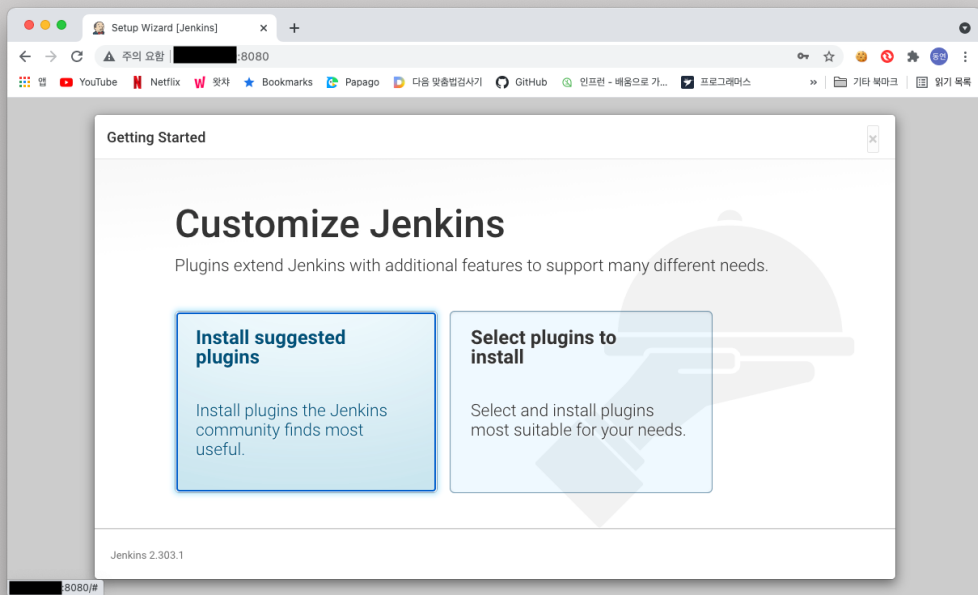 Setup Wizard [Jenkins]
주의 요함 :8080
앱 YouTube Netflix 왓챠 Bookmarks Papago 다음 맞춤법검사기 GitHub 인프런 - 배움으로 가... 프로그래머스 » 기타 북마크 읽기 목록
동연
Getting Started
Customize Jenkins
Plugins extend Jenkins with additional features to support many different needs.
Install suggested
plugins
Install plugins the Jenkins
community finds most
useful.
Select plugins to
install
Select and install plugins
most suitable for your needs.
Jenkins 2.303.1
:8080/#